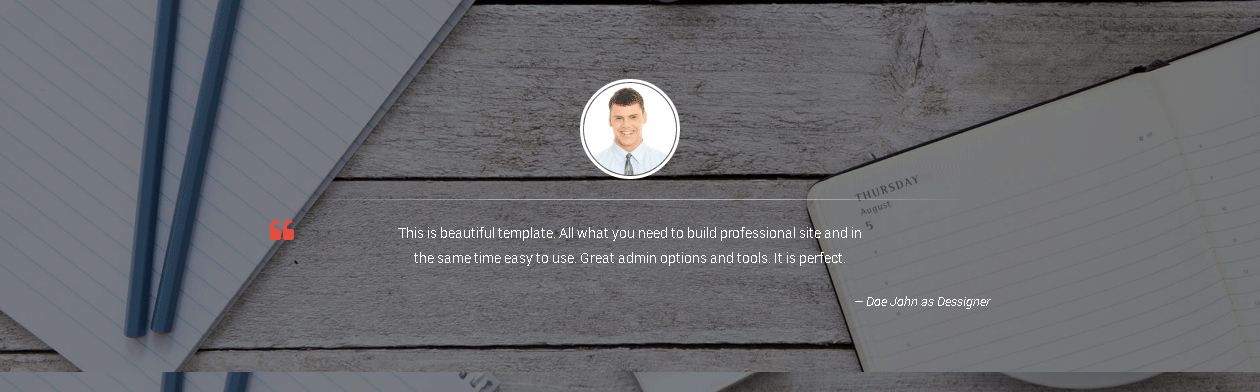 THURSDAY
August
5
“
This is beautiful template. All what you need to build professional site and in
the same time easy to use. Great admin options and tools. It is perfect.
— Doe John as Dessigner